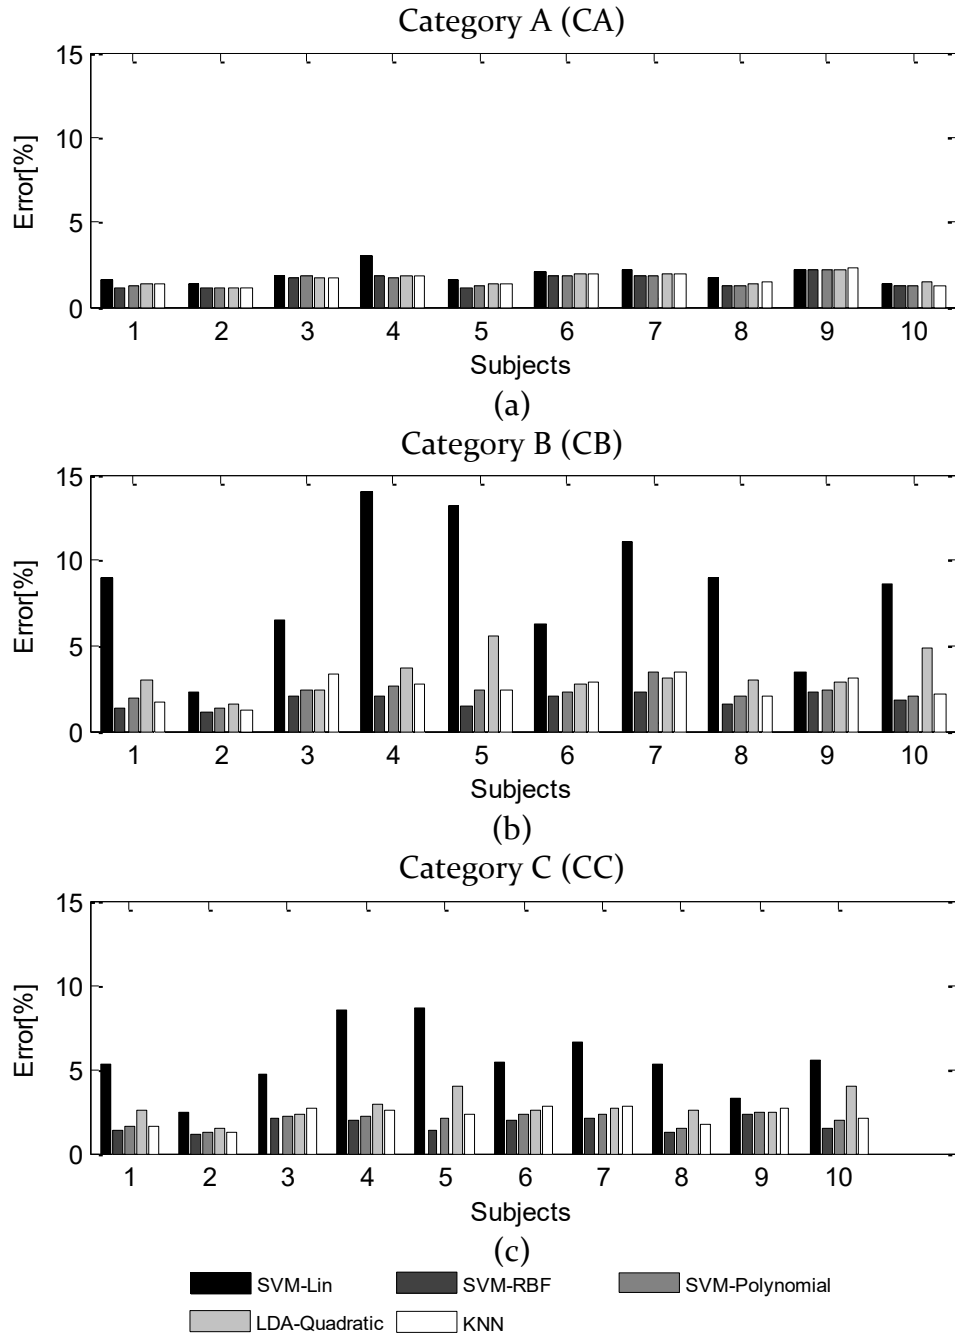 Category A (CA)
15
10
5
0
Error[%]
1 2 3 4 5 6 7 8 9 10
Subjects
(a)
Category B (CB)
15
10
5
0
Error[%]
1 2 3 4 5 6 7 8 9 10
Subjects
(b)
Category C (CC)
15
10
5
0
Error[%]
1 2 3 4 5 6 7 8 9 10
Subjects
(c)
SVM-Lin SVM-RBF SVM-Polynomial
LDA-Quadratic KNN